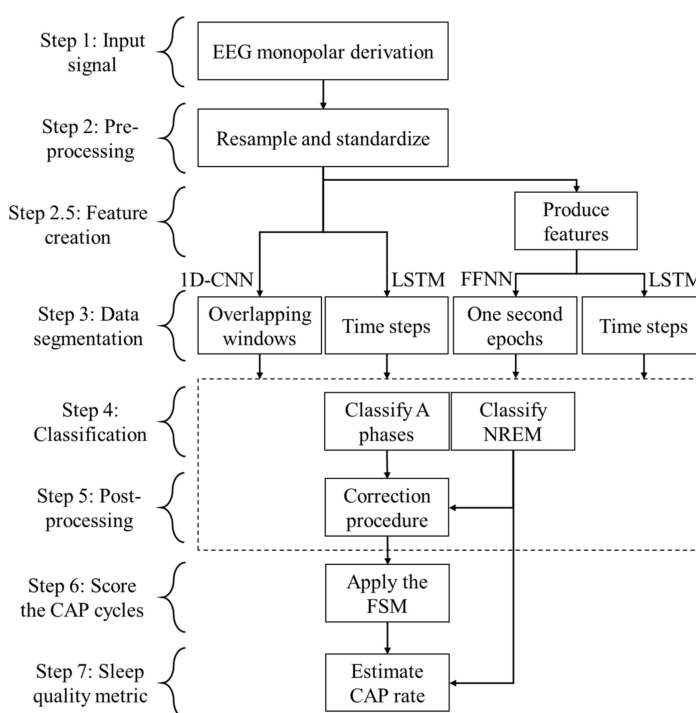 Step 1: Input
signal
EEG monopolar derivation
Step 2: Pre-
processing
Resample and standardize
Step 2.5: Feature
creation
Produce
features
1D-CNN
LSTM
FFNN
LSTM
Step 3: Data
segmentation
Overlapping
windows
Time steps
One second
epochs
Time steps
Step 4:
Classification
Classify A
phases
Classify
NREM
Step 5: Post-
processing
Correction
procedure
Step 6: Score
the CAP cycles
Apply the
FSM
Step 7: Sleep
quality metric
Estimate
CAP rate